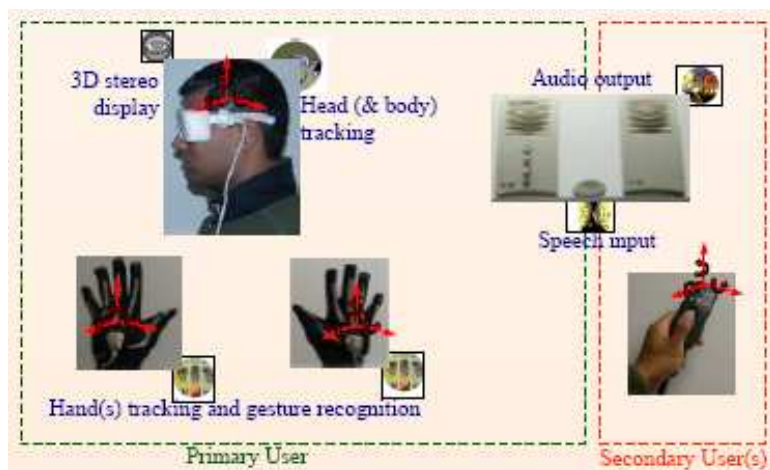 3D stereo
display
Head (& body)
tracking
Audio output
Speech input
Hand(s) tracking and gesture recognition
Primary User
Secondary User(s)